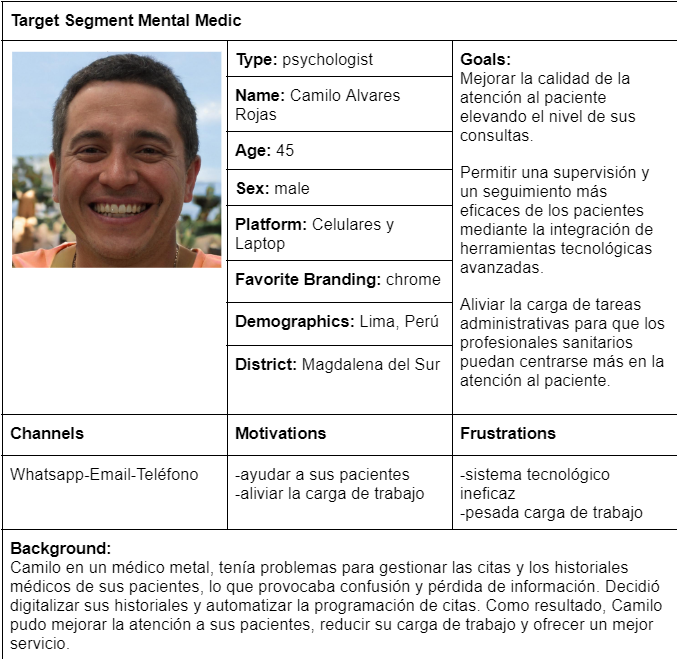 Target Segment Mental Medic
Type: psychologist
Name: Camilo Alvares
Rojas
Age: 45
Sex: male
Platform: Celulares y
Laptop
Favorite Branding: chrome
Demographics: Lima, Perú
District: Magdalena del Sur
Goals:
Mejorar la calidad de la
atención al paciente
elevando el nivel de sus
consultas.
Permitir una supervisión y
un seguimiento más
eficaces de los pacientes
mediante la integración de
herramientas tecnológicas
avanzadas.
Aliviar la carga de tareas
administrativas para que los
profesionales sanitarios
puedan centrarse más en la
atención al paciente.
Channels
Whatsapp-Email-Teléfono
Motivations
-ayudar a sus pacientes
-aliviar la carga de trabajo
Frustrations
-sistema tecnológico
ineficaz
-pesada carga de trabajo
Background:
Camilo en un médico metal, tenía problemas para gestionar las citas y los historiales
médicos de sus pacientes, lo que provocaba confusión y pérdida de información. Decidió
digitalizar sus historiales y automatizar la programación de citas. Como resultado, Camilo
pudo mejorar la atención a sus pacientes, reducir su carga de trabajo y ofrecer un mejor
servicio.